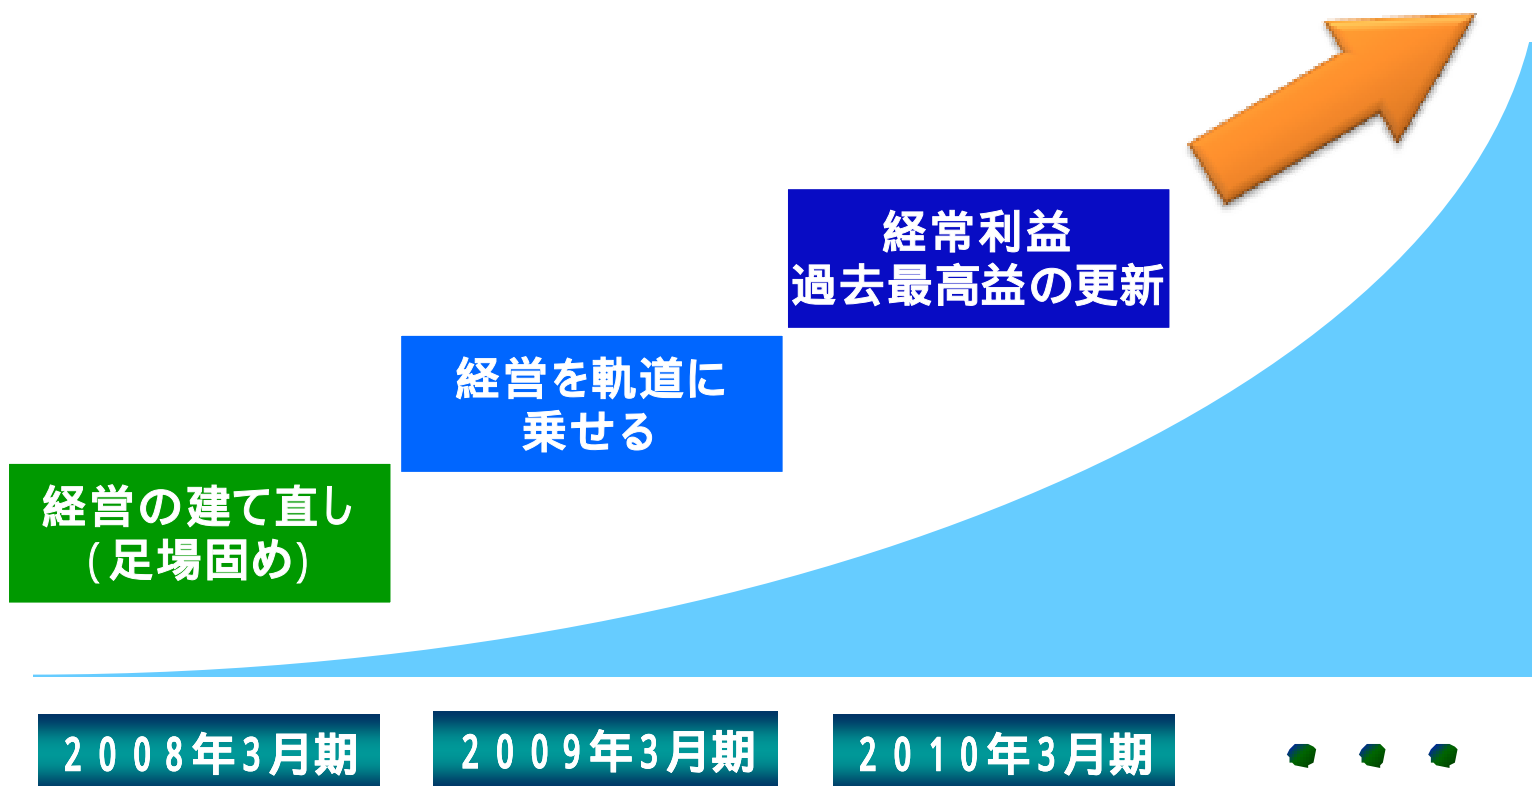 経常利益
過去最高益の更新
経営を軌道に
乗せる
経営の建て直し
(足場固め)
２００８年３月期
２００９年３月期
２０１０年３月期